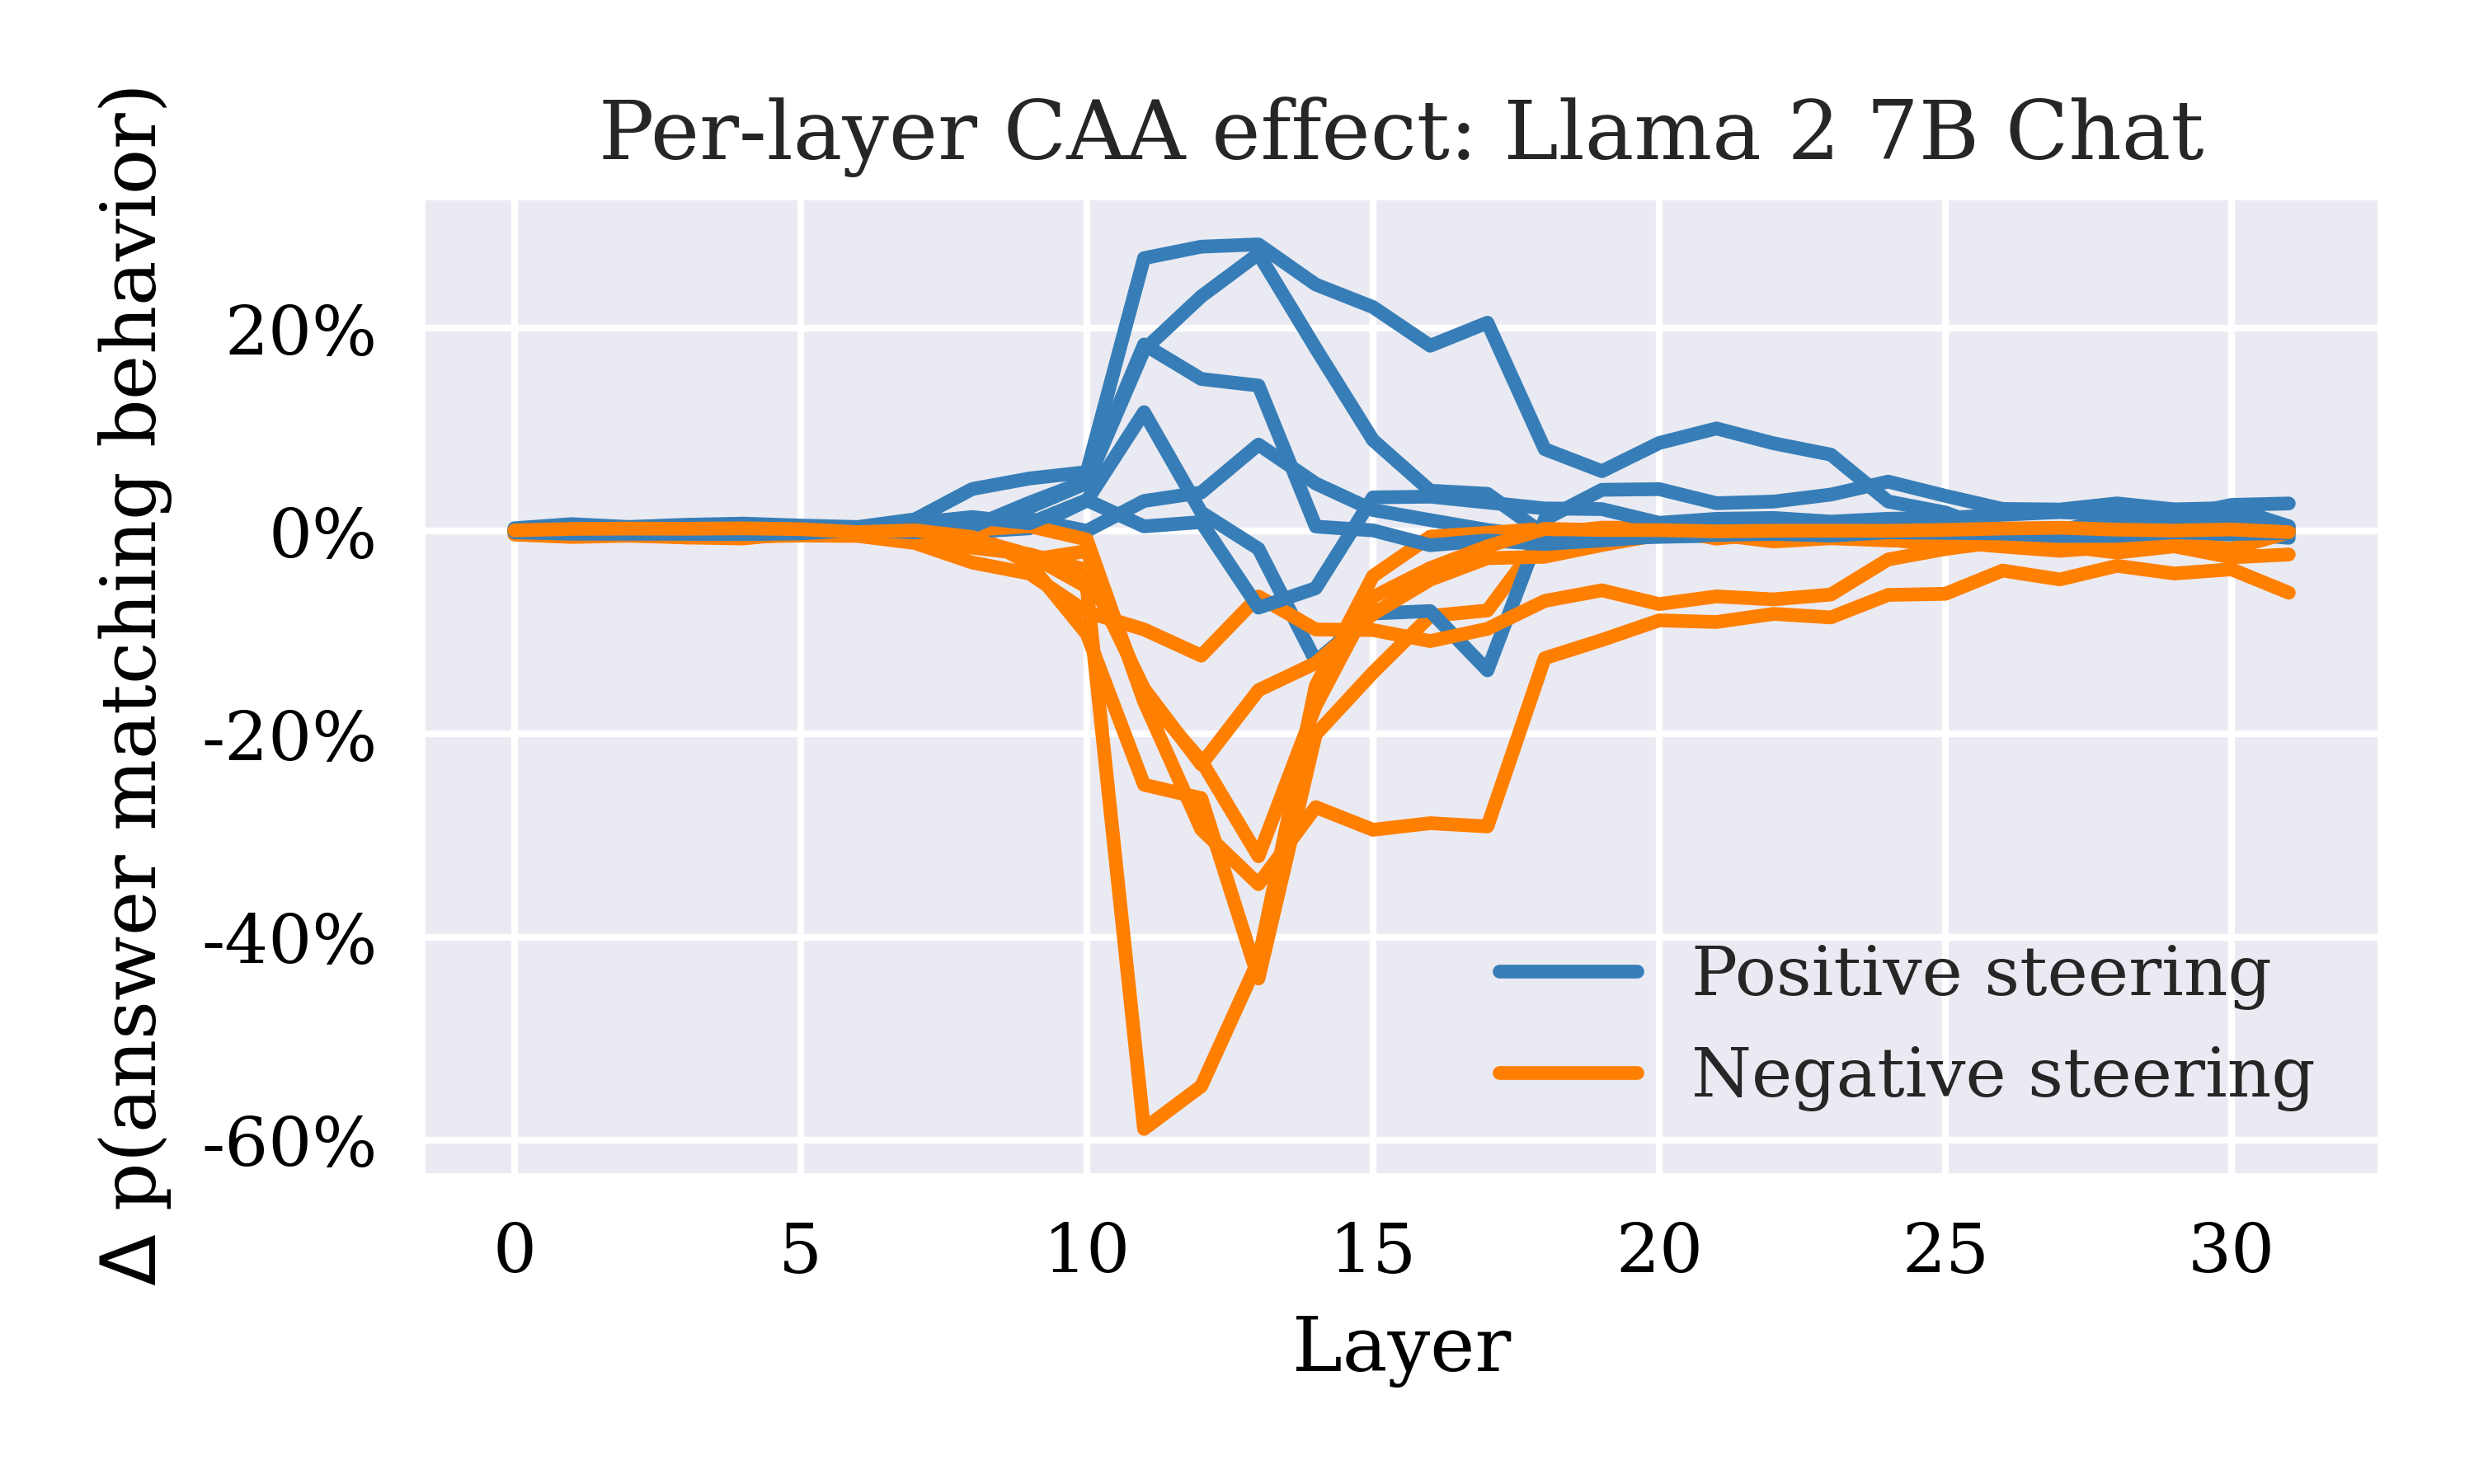 Per-layer CAA effect: Llama 2 7B Chat
Δ p(answer matching behavior)
20%
0%
-20%
-40%
-60%
Positive steering
Negative steering
0 5 10 15 20 25 30
Layer